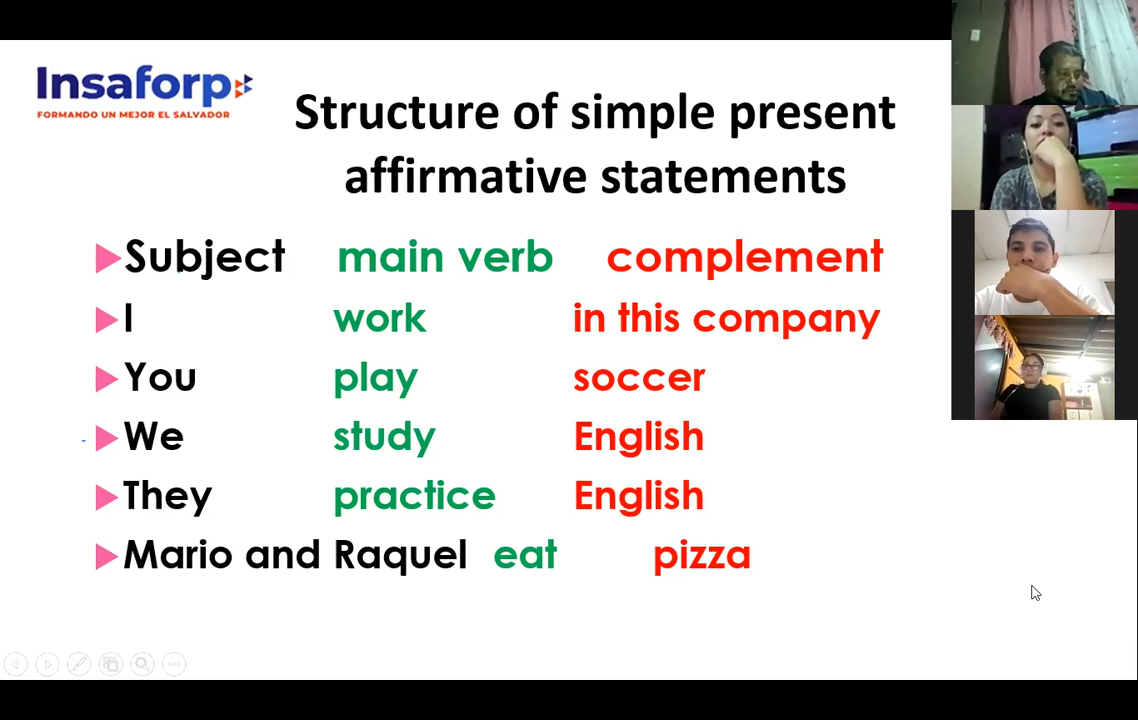 Insaforp
FORMANDO UN MEJOR EL SALVADOR
Structure of simple present
affirmative statements
Subject main verb complement
I work in this company
You play soccer
We study English
They practice English
Mario and Raquel eat pizza